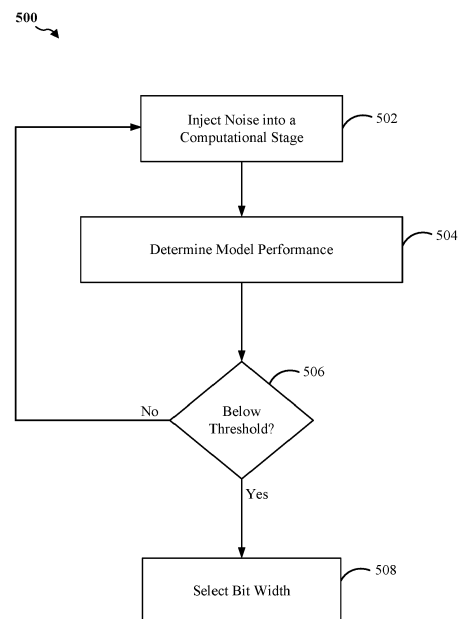 500
Inject Noise into a
Computational Stage
502
Determine Model Performance
504
506
Below
Threshold?
No
Yes
Select Bit Width
508